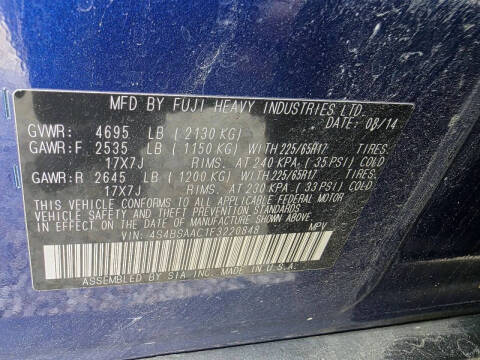 MFD BY FUJI HEAVY INDUSTRIES LTD.
DATE: 08/14
GVWR: 4695 LB (2130 KG)
GAWR:F 2535 LB (1150 KG) WITH 225/65R17 TIRES
17X7J RIMS. AT 240 KPA (35 PSI) COLD
GAWR:R 2645 LB (1200 KG) WITH 225/65R17 TIRES
17X7J RIMS. AT 230 KPA (33 PSI) COLD
THIS VEHICLE CONFORMS TO ALL APPLICABLE FEDERAL MOTOR
VEHICLE SAFETY BUMPER AND THEFT PREVENTION STANDARDS
IN EFFECT ON THE DATE OF MANUFACTURE SHOWN ABOVE.
VIN: 4S4BSAAC1F3220848 MPV
ASSEMBLED BY SIA INC. MADE IN U.S.A.